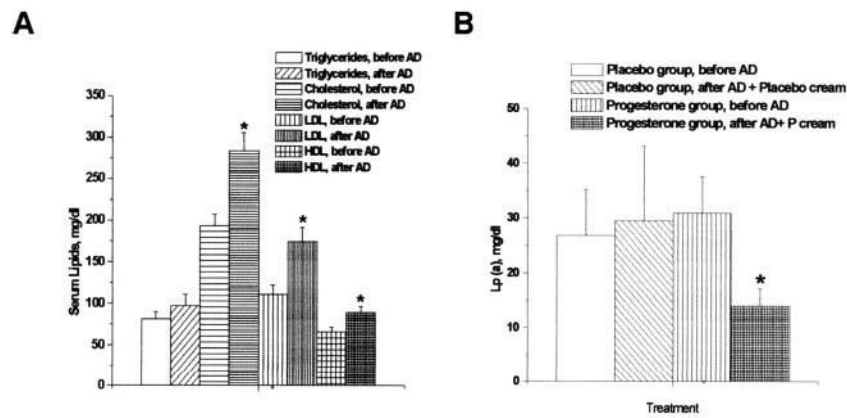 A
Triglycerides, before AD
Triglycerides, after AD
Cholesterol, before AD
Cholesterol, after AD
LDL, before AD
LDL, after AD
HDL, before AD
HDL, after AD
350
300
250
200
150
100
50
0
Serum Lipids, mg/dl
*
*
*
B
Placebo group, before AD
Placebo group, after AD + Placebo cream
Progesterone group, before AD
Progesterone group, after AD+ P cream
50
40
30
20
10
0
Lp (a), mg/dl
*
Treatment